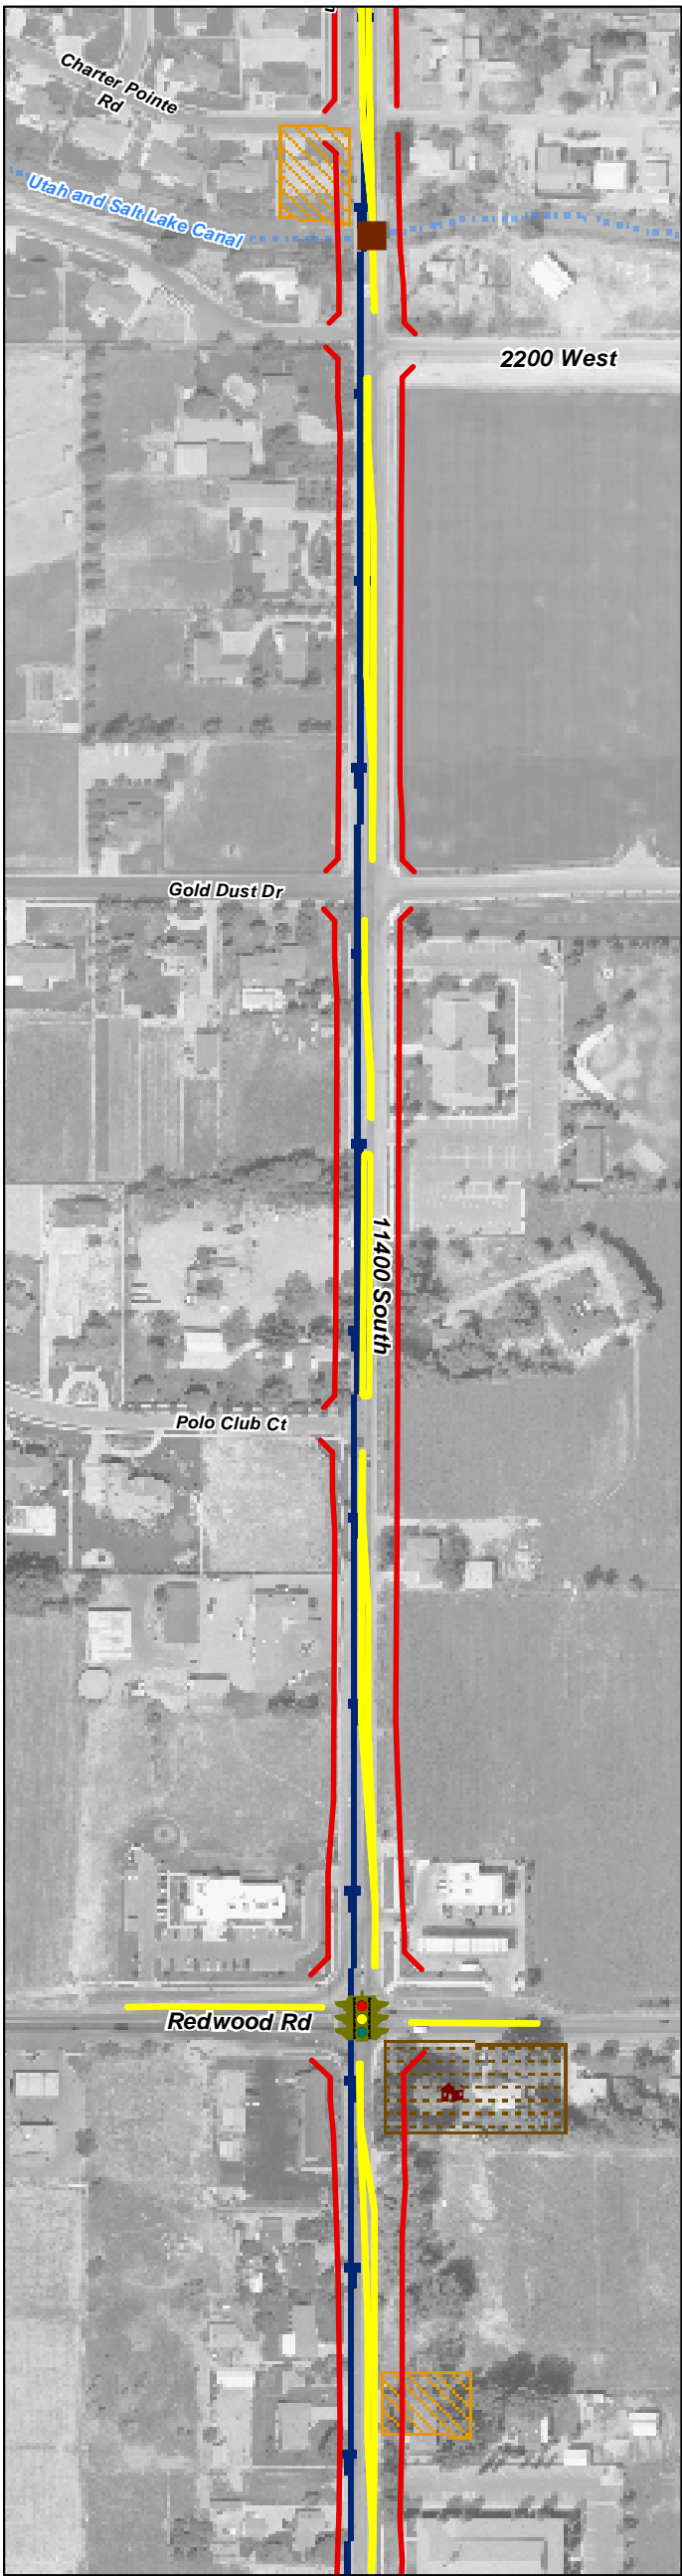 Charter Pointe
Rd
Utah and Salt Lake Canal
2200 West
Gold Dust Dr
11400 South
Polo Club Ct
Redwood Rd